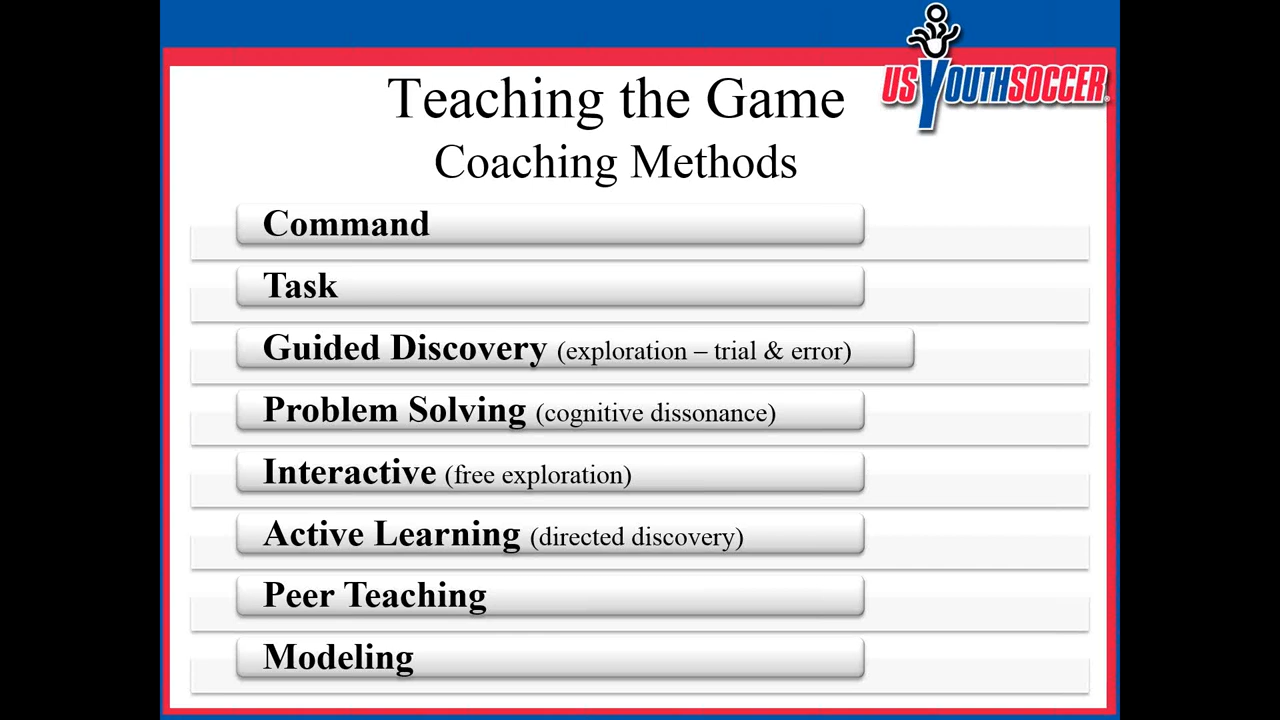 Teaching the Game
Coaching Methods
US YOUTH SOCCER®
Command
Task
Guided Discovery (exploration – trial & error)
Problem Solving (cognitive dissonance)
Interactive (free exploration)
Active Learning (directed discovery)
Peer Teaching
Modeling